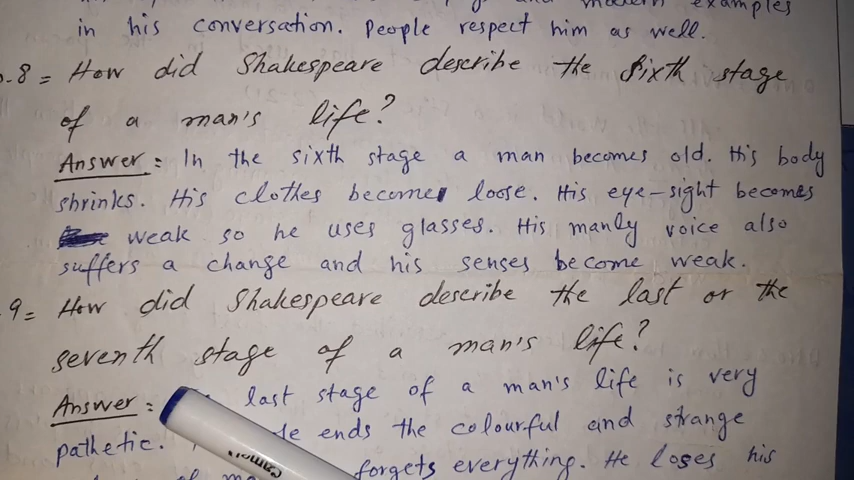 modern examples
in his conversation. People respect him as well.
.8 = How did Shakespeare describe the sixth stage
of a man's life?
Answer: In the sixth stage a man becomes old. His body
shrinks. His clothes become loose. His eye-sight becomes
weak so he uses glasses. His manly voice also
suffers a change and his senses become weak.
9 = How did Shakespeare describe the last or the
seventh stage of a man's life?
Answer: last stage of a man's life is very
pathetic. ends the colourful and strange
forgets everything. He loses his
Camel